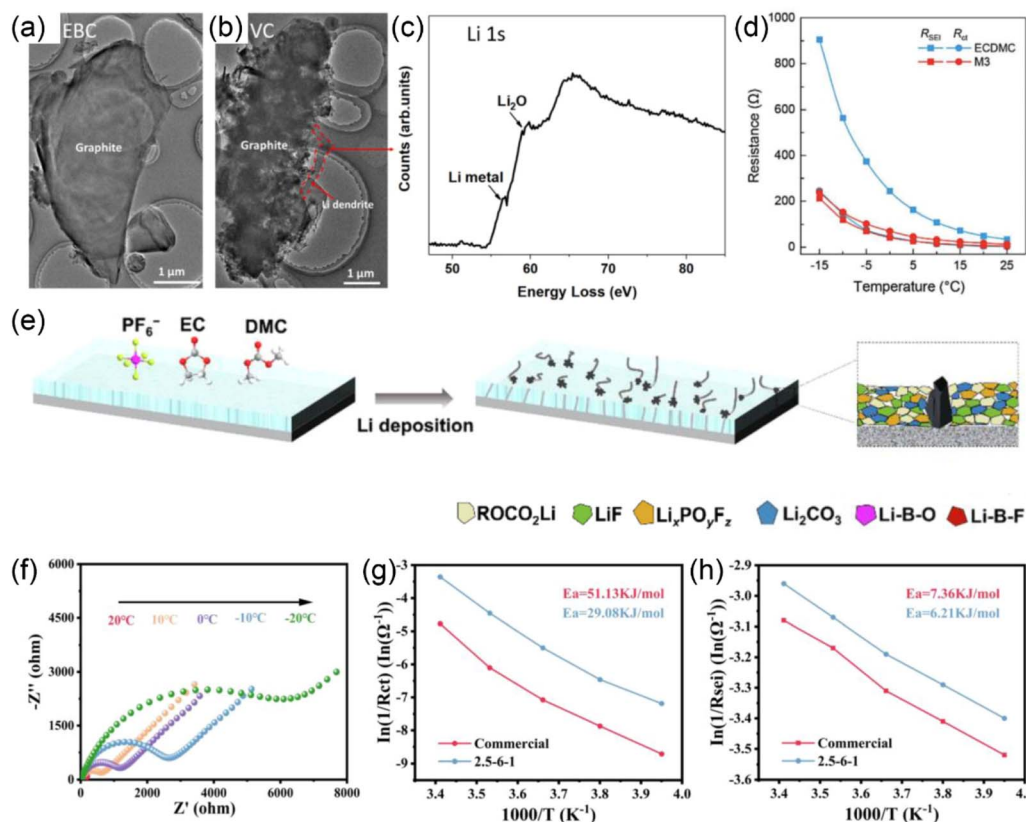 (a) EBC
Graphite
1 μm
(b) VC
Graphite
Li dendrite
1 μm
(c)
Li 1s
Li₂O
Li metal
Counts (arb.units)
50 60 70 80
Energy Loss (eV)
(d)
R_SEI R_ct
ECDMC
M3
Resistance (Ω)
1000
800
600
400
200
0
-15 -5 5 15 25
Temperature (°C)
(e)
PF₆⁻ EC DMC
Li deposition
ROCO₂Li LiF LiₓPOᵧF_z Li₂CO₃ Li-B-O Li-B-F
(f)
20°C 10°C 0°C -10°C -20°C
-Z'' (ohm)
6000
4500
3000
1500
0
0 2000 4000 6000 8000
Z' (ohm)
(g)
Ea=51.13KJ/mol
Ea=29.08KJ/mol
Commercial
2.5-6-1
ln(1/Rct) (ln(Ω⁻¹))
-3
-4
-5
-6
-7
-8
-9
3.4 3.5 3.6 3.7 3.8 3.9 4.0
1000/T (K⁻¹)
(h)
Ea=7.36KJ/mol
Ea=6.21KJ/mol
Commercial
2.5-6-1
ln(1/Rsei) (ln(Ω⁻¹))
-2.9
-3.0
-3.1
-3.2
-3.3
-3.4
-3.5
-3.6
3.4 3.5 3.6 3.7 3.8 3.9 4.0
1000/T (K⁻¹)